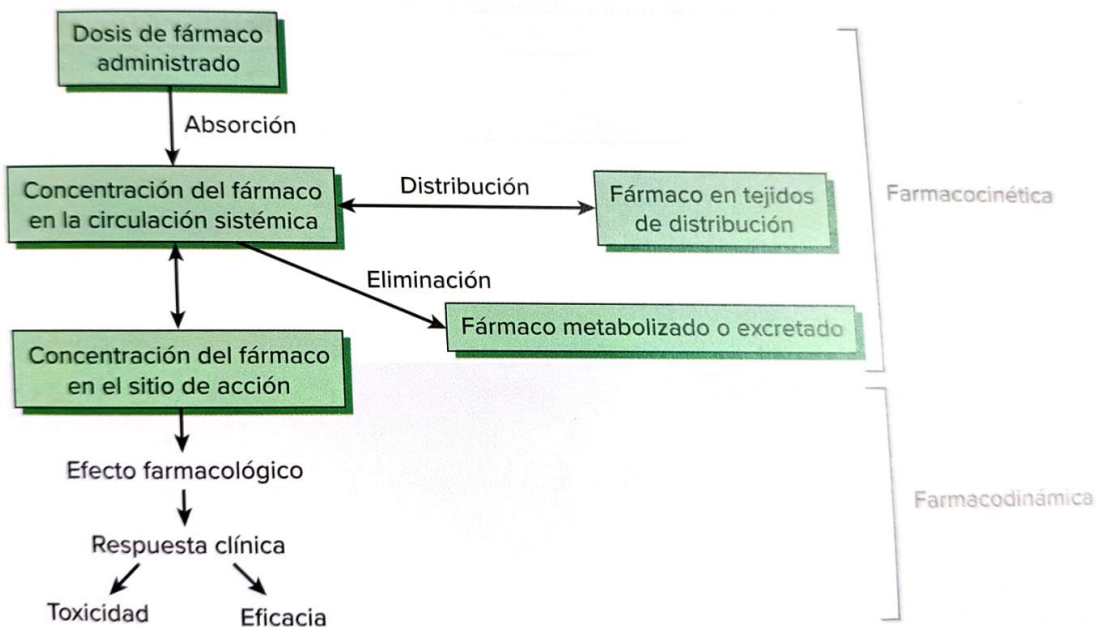 Dosis de fármaco
administrado
Absorción
Concentración del fármaco
en la circulación sistémica
Distribución
Fármaco en tejidos
de distribución
Farmacocinética
Eliminación
Fármaco metabolizado o excretado
Concentración del fármaco
en el sitio de acción
Efecto farmacológico
Farmacodinámica
Respuesta clínica
Toxicidad
Eficacia